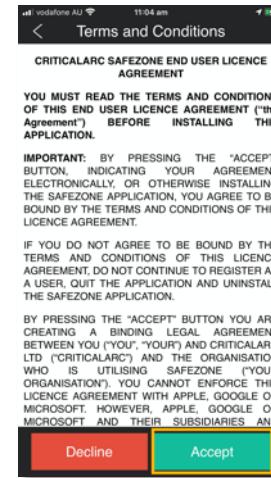 vodafone AU 11:04 am
Terms and Conditions
CRITICALARC SAFEZONE END USER LICENCE
AGREEMENT
YOU MUST READ THE TERMS AND CONDITION
OF THIS END USER LICENCE AGREEMENT ("th
Agreement") BEFORE INSTALLING THI
APPLICATION.
IMPORTANT: BY PRESSING THE "ACCEPT
BUTTON, INDICATING YOUR AGREEMEN
ELECTRONICALLY, OR OTHERWISE INSTALLIN
THE SAFEZONE APPLICATION, YOU AGREE TO B
BOUND BY THE TERMS AND CONDITIONS OF THI
LICENCE AGREEMENT.
IF YOU DO NOT AGREE TO BE BOUND BY TH
TERMS AND CONDITIONS OF THIS LICENC
AGREEMENT, DO NOT CONTINUE TO REGISTER A
A USER, QUIT THE APPLICATION AND UNINSTAL
THE SAFEZONE APPLICATION.
BY PRESSING THE "ACCEPT" BUTTON YOU AR
CREATING A BINDING LEGAL AGREEMEN
BETWEEN YOU ("YOU", "YOUR") AND CRITICALAR
LTD ("CRITICALARC") AND THE ORGANISATIO
WHO IS UTILISING SAFEZONE ("YOU
ORGANISATION"). YOU CANNOT ENFORCE THI
LICENCE AGREEMENT WITH APPLE, GOOGLE O
MICROSOFT. HOWEVER, APPLE, GOOGLE O
MICROSOFT AND THEIR SUBSIDIARIES AN
Decline Accept